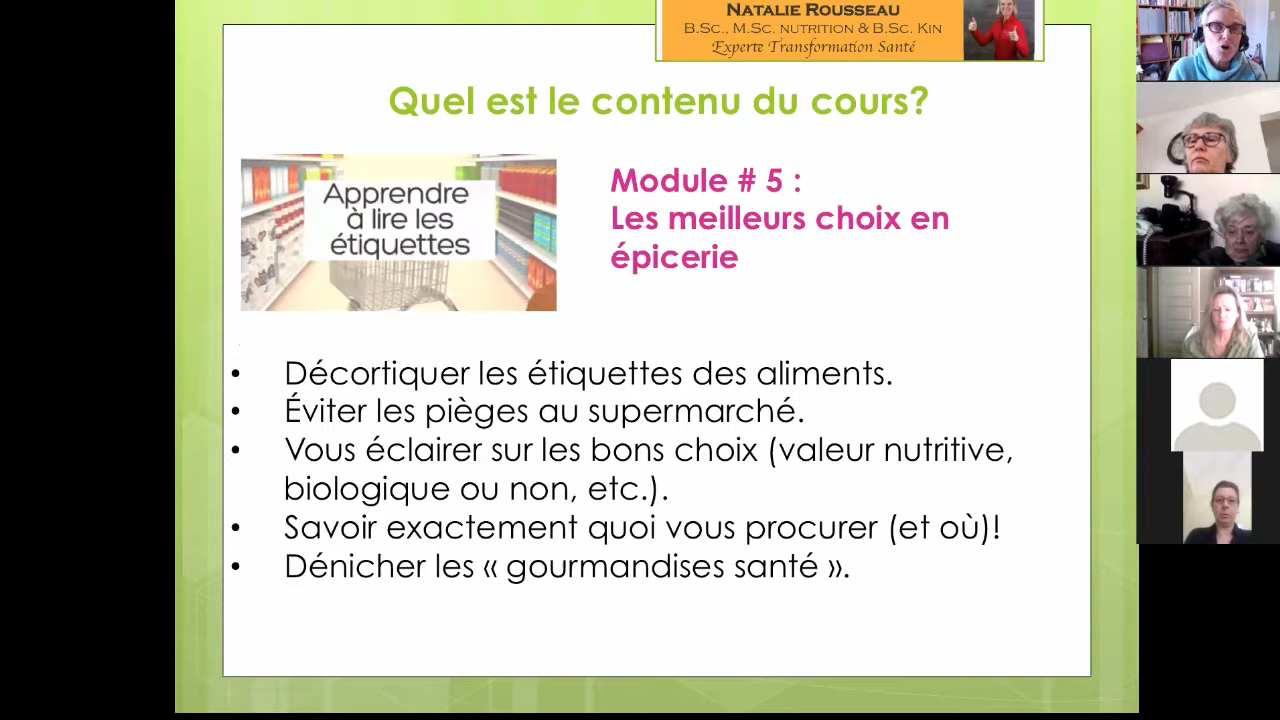 NATALIE ROUSSEAU
B.SC., M.SC. NUTRITION & B.SC. KIN
Experte Transformation Santé
Quel est le contenu du cours?
Apprendre
à lire les
étiquettes
Module # 5 :
Les meilleurs choix en
épicerie
• Décortiquer les étiquettes des aliments.
• Éviter les pièges au supermarché.
• Vous éclairer sur les bons choix (valeur nutritive,
biologique ou non, etc.).
• Savoir exactement quoi vous procurer (et où)!
• Dénicher les « gourmandises santé ».